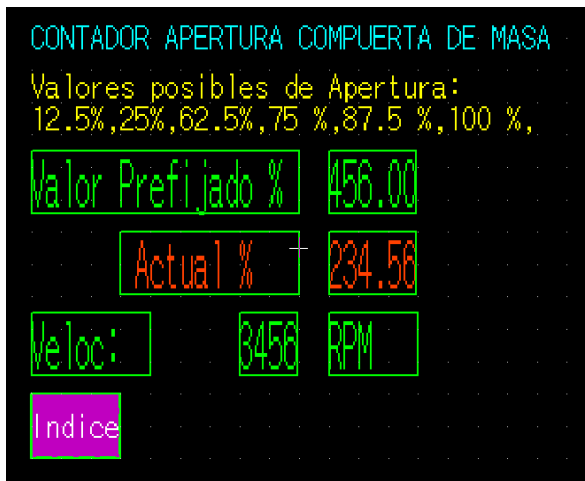 CONTADOR APERTURA COMPUERTA DE MASA
Valores posibles de Apertura:
12.5%,25%,62.5%,75 %,87.5 %,100 %,
Valor Prefijado % 456.00
Actual % 234.56
Veloc: 3456 RPM
Indice